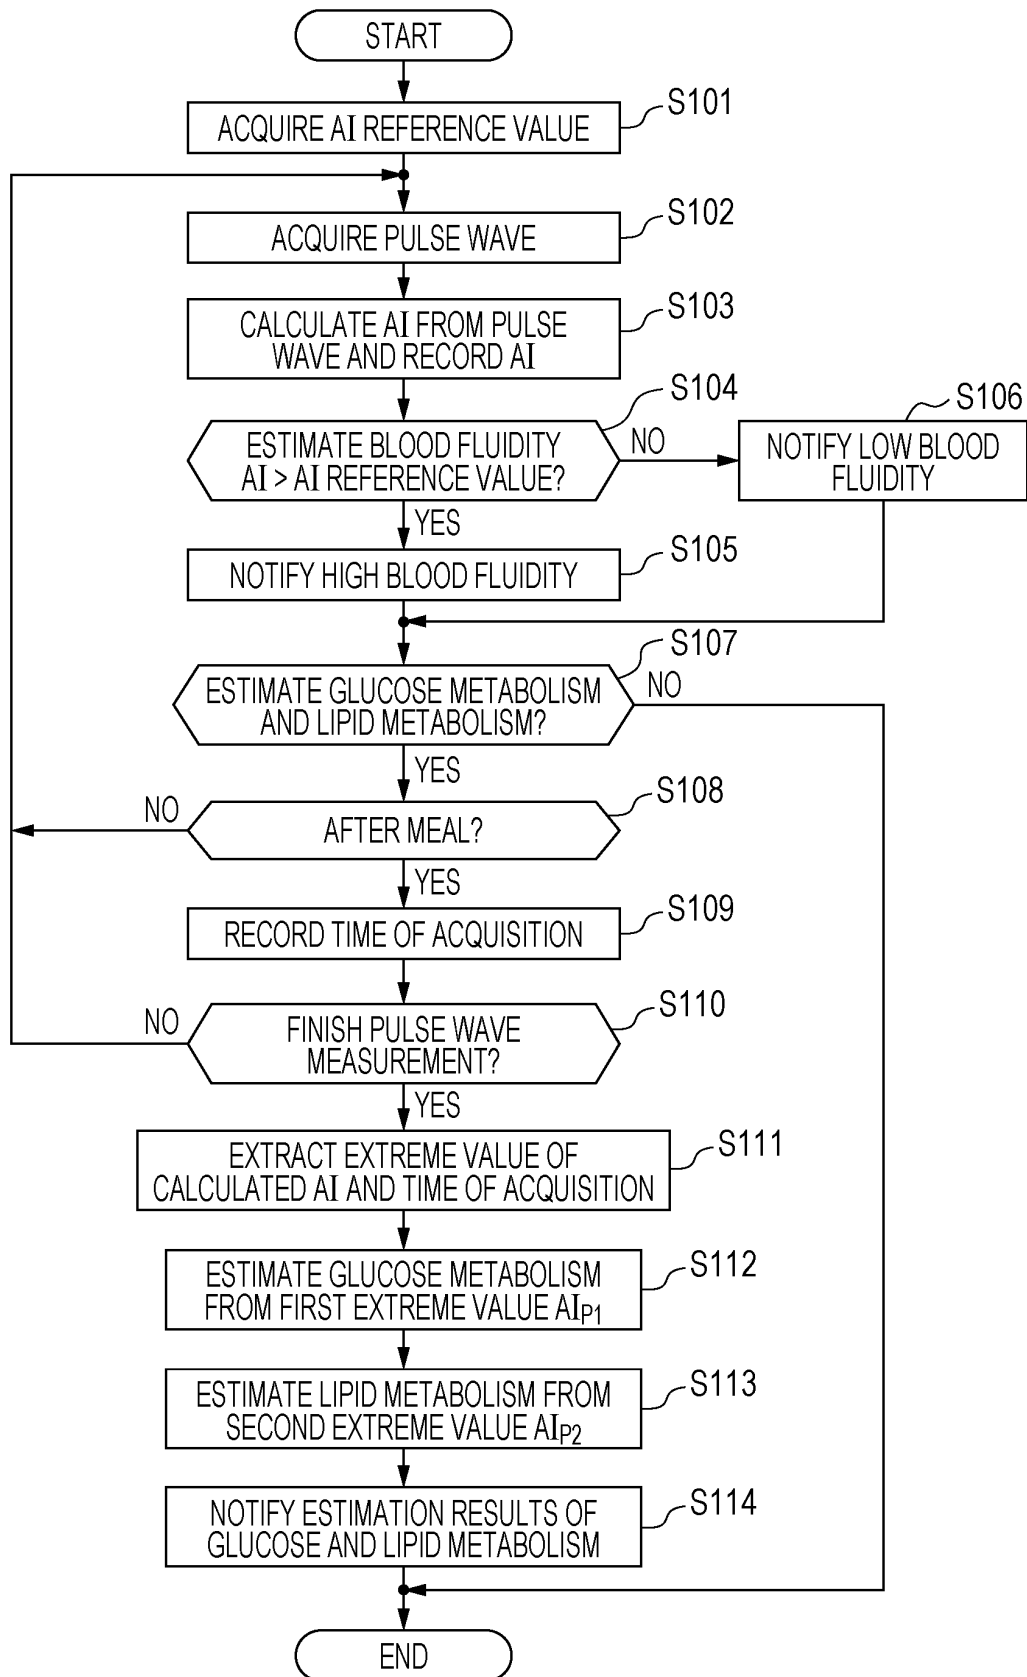 START
S101
ACQUIRE AI REFERENCE VALUE
S102
ACQUIRE PULSE WAVE
S103
CALCULATE AI FROM PULSE
WAVE AND RECORD AI
S104
ESTIMATE BLOOD FLUIDITY
AI > AI REFERENCE VALUE?
NO
S106
NOTIFY LOW BLOOD
FLUIDITY
YES
S105
NOTIFY HIGH BLOOD FLUIDITY
S107
ESTIMATE GLUCOSE METABOLISM
AND LIPID METABOLISM?
NO
YES
S108
NO
AFTER MEAL?
YES
S109
RECORD TIME OF ACQUISITION
S110
NO
FINISH PULSE WAVE
MEASUREMENT?
YES
S111
EXTRACT EXTREME VALUE OF
CALCULATED AI AND TIME OF ACQUISITION
S112
ESTIMATE GLUCOSE METABOLISM
FROM FIRST EXTREME VALUE AIP1
S113
ESTIMATE LIPID METABOLISM FROM
SECOND EXTREME VALUE AIP2
S114
NOTIFY ESTIMATION RESULTS OF
GLUCOSE AND LIPID METABOLISM
END